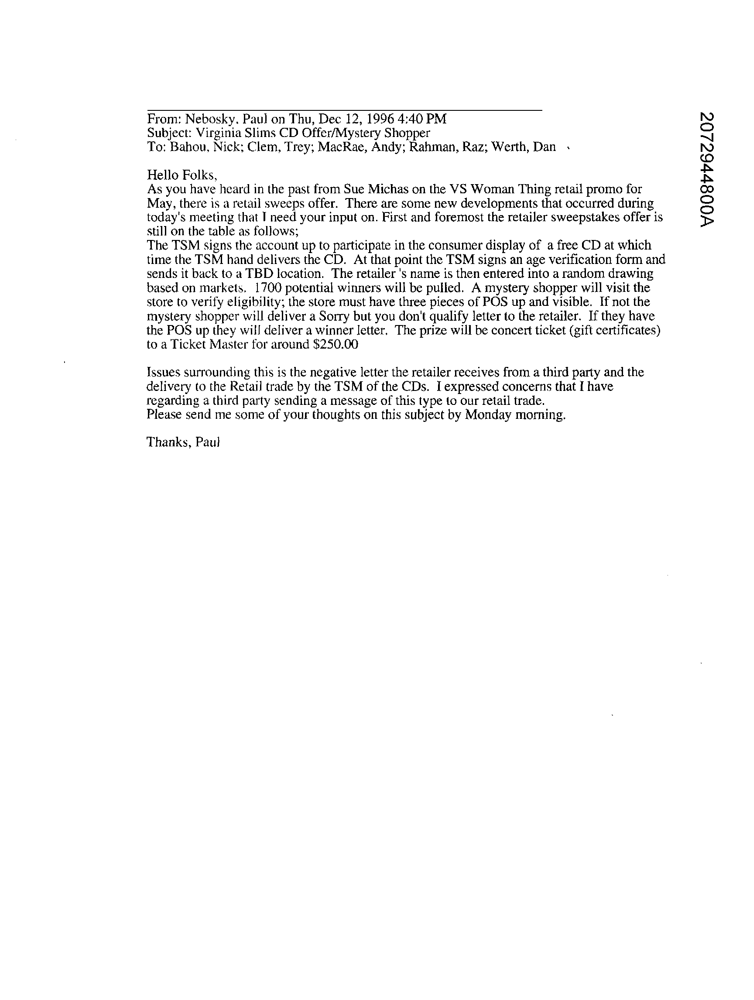 From: Nebosky, Paul on Thu, Dec 12, 1996 4:40 PM
Subject: Virginia Slims CD Offer/Mystery Shopper
To: Bahou, Nick; Clem, Trey; MacRae, Andy; Rahman, Raz; Werth, Dan
Hello Folks,
As you have heard in the past from Sue Michas on the VS Woman Thing retail promo for
May, there is a retail sweeps offer. There are some new developments that occurred during
today's meeting that I need your input on. First and foremost the retailer sweepstakes offer is
still on the table as follows;
The TSM signs the account up to participate in the consumer display of a free CD at which
time the TSM hand delivers the CD. At that point the TSM signs an age verification form and
sends it back to a TBD location. The retailer 's name is then entered into a random drawing
based on markets. 1700 potential winners will be pulled. A mystery shopper will visit the
store to verify eligibility; the store must have three pieces of POS up and visible. If not the
mystery shopper will deliver a Sorry but you don't qualify letter to the retailer. If they have
the POS up they will deliver a winner letter. The prize will be concert ticket (gift certificates)
to a Ticket Master for around $250.00
Issues surrounding this is the negative letter the retailer receives from a third party and the
delivery to the Retail trade by the TSM of the CDs. I expressed concerns that I have
regarding a third party sending a message of this type to our retail trade.
Please send me some of your thoughts on this subject by Monday morning.
Thanks, Paul
2072944800A